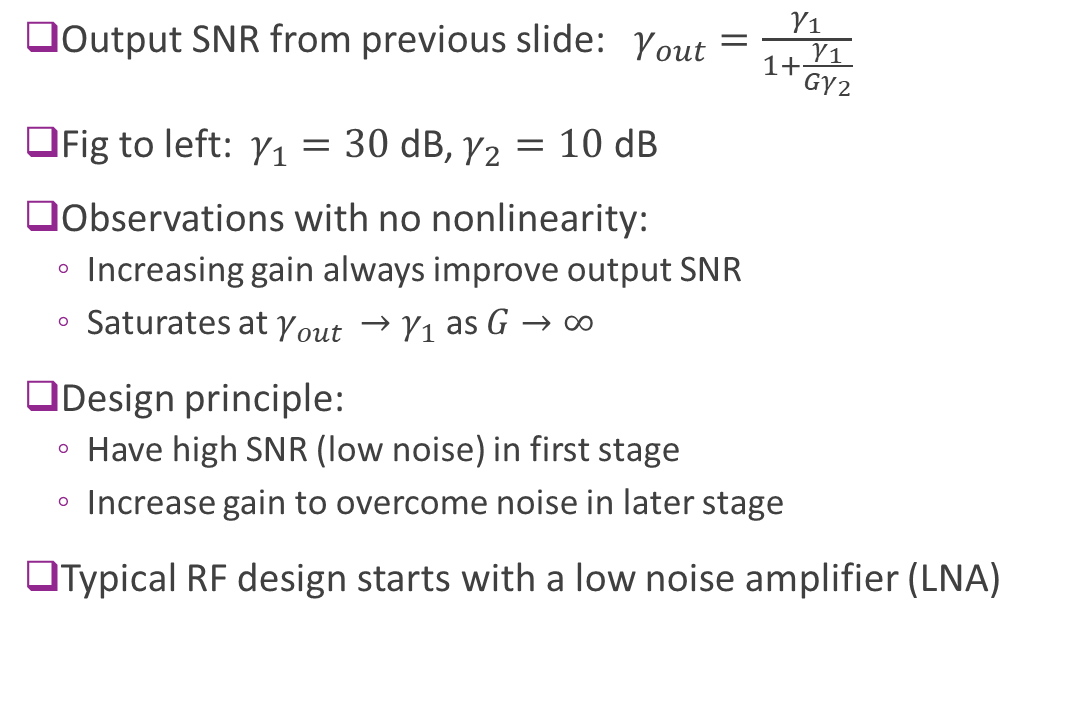 ❑Output SNR from previous slide: γ_out = γ_1 / (1+ γ_1 / (Gγ_2))
❑Fig to left: γ_1 = 30 dB, γ_2 = 10 dB
❑Observations with no nonlinearity:
◦ Increasing gain always improve output SNR
◦ Saturates at γ_out → γ_1 as G → ∞
❑Design principle:
◦ Have high SNR (low noise) in first stage
◦ Increase gain to overcome noise in later stage
❑Typical RF design starts with a low noise amplifier (LNA)